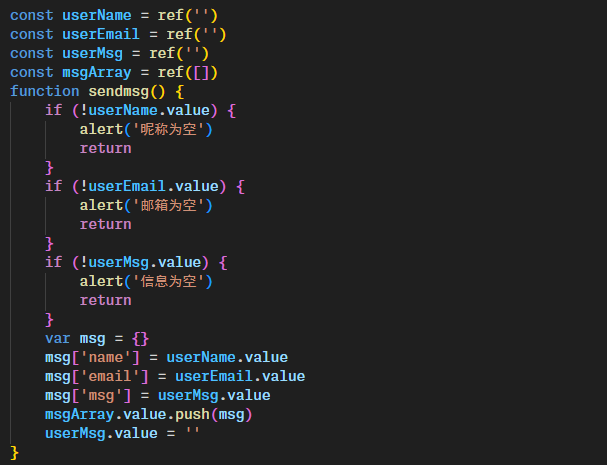 const userName = ref('')
const userEmail = ref('')
const userMsg = ref('')
const msgArray = ref([])
function sendmsg() {
    if (!userName.value) {
        alert('昵称为空')
        return
    }
    if (!userEmail.value) {
        alert('邮箱为空')
        return
    }
    if (!userMsg.value) {
        alert('信息为空')
        return
    }
    var msg = {}
    msg['name'] = userName.value
    msg['email'] = userEmail.value
    msg['msg'] = userMsg.value
    msgArray.value.push(msg)
    userMsg.value = ''
}